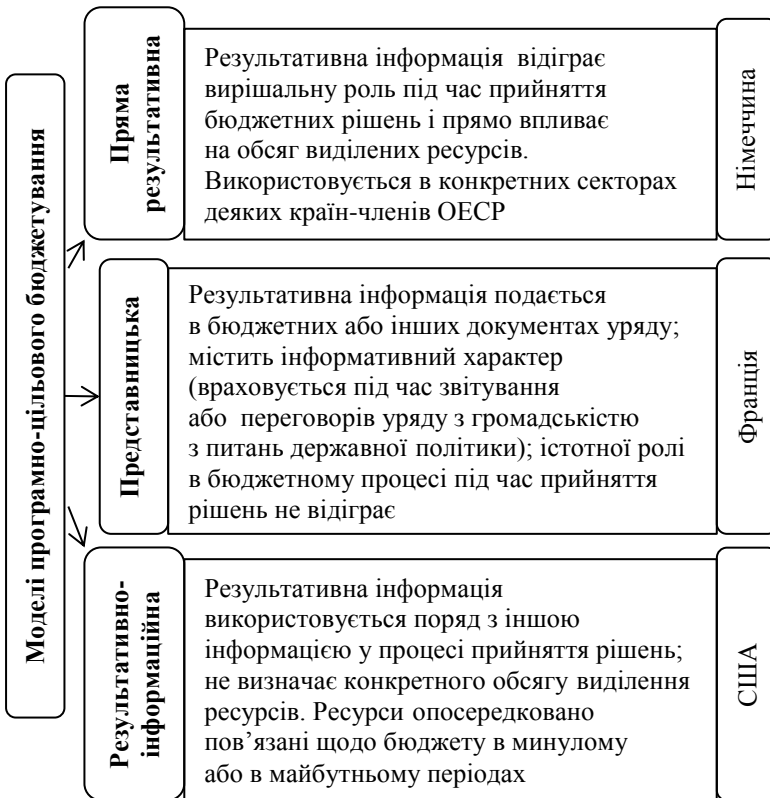 Моделі програмно-цільового бюджетування
Пряма
результативна
Результативна інформація відіграє
вирішальну роль під час прийняття
бюджетних рішень і прямо впливає
на обсяг виділених ресурсів.
Використовується в конкретних секторах
деяких країн-членів ОЕСР
Німеччина
Представницька
Результативна інформація подається
в бюджетних або інших документах уряду;
містить інформативний характер
(враховується під час звітування
або переговорів уряду з громадськістю
з питань державної політики); істотної ролі
в бюджетному процесі під час прийняття
рішень не відіграє
Франція
Результативно-
інформаційна
Результативна інформація
використовується поряд з іншою
інформацією у процесі прийняття рішень;
не визначає конкретного обсягу виділення
ресурсів. Ресурси опосередковано
пов’язані щодо бюджету в минулому
або в майбутньому періодах
США